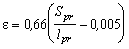 ε = 0,66(S_pr / l_pr − 0,005)